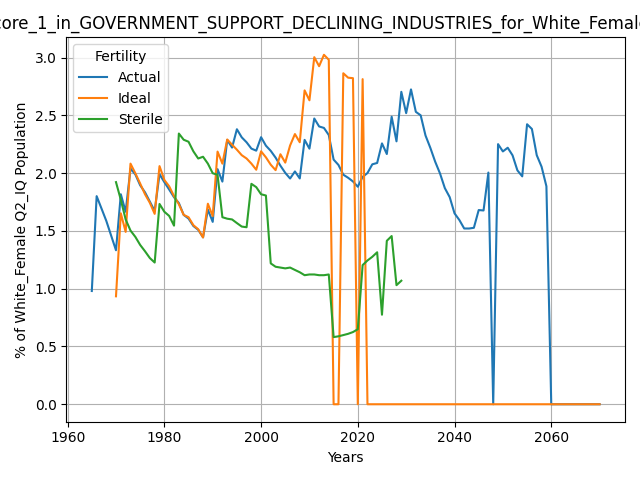 core_1_in_GOVERNMENT_SUPPORT_DECLINING_INDUSTRIES_for_White_Female
Fertility
Actual
Ideal
Sterile
% of White_Female Q2_IQ Population
3.0
2.5
2.0
1.5
1.0
0.5
0.0
1960 1980 2000 2020 2040 2060
Years